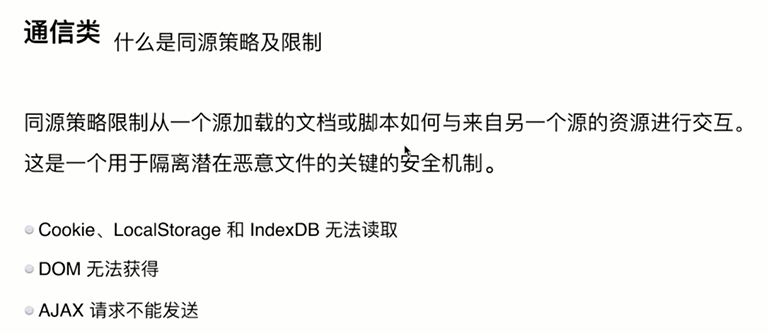 通信类 什么是同源策略及限制
同源策略限制从一个源加载的文档或脚本如何与来自另一个源的资源进行交互。
这是一个用于隔离潜在恶意文件的关键的安全机制。
Cookie、LocalStorage 和 IndexDB 无法读取
DOM 无法获得
AJAX 请求不能发送